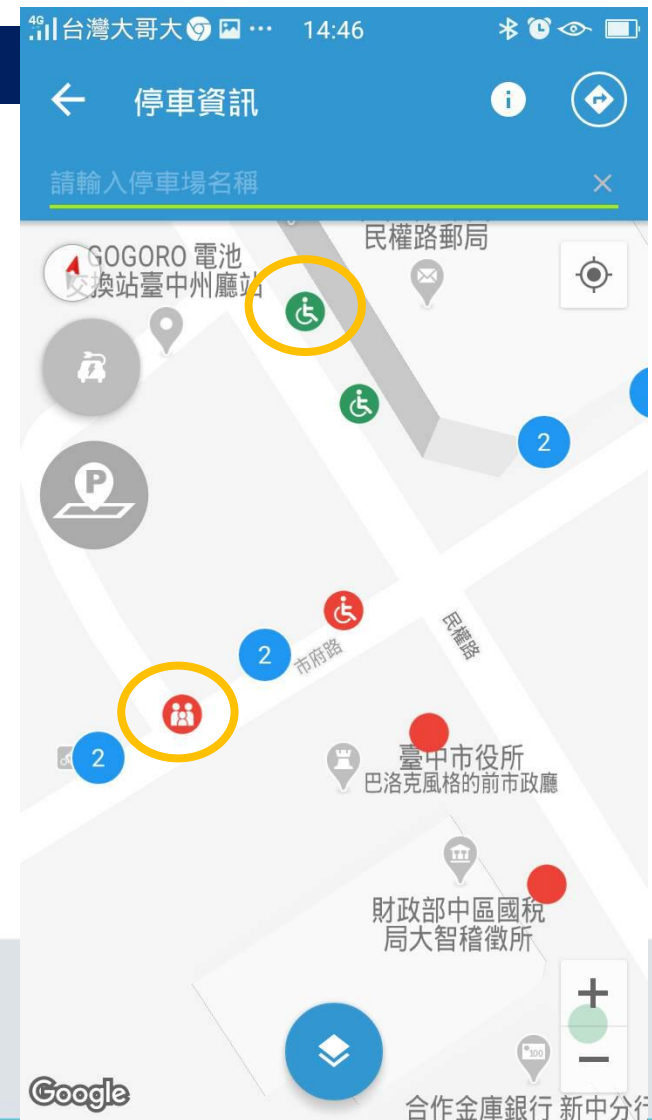 4G 台灣大哥大 ... 14:46
停車資訊
i
請輸入停車場名稱
民權路郵局
GOGORO 電池
交換站臺中州廳站
P
2
2
民權路
市府路
2
臺中市役所
巴洛克風格的前市政廳
財政部中區國稅
局大智稽徵所
+
100
−
Google
合作金庫銀行 新中分行